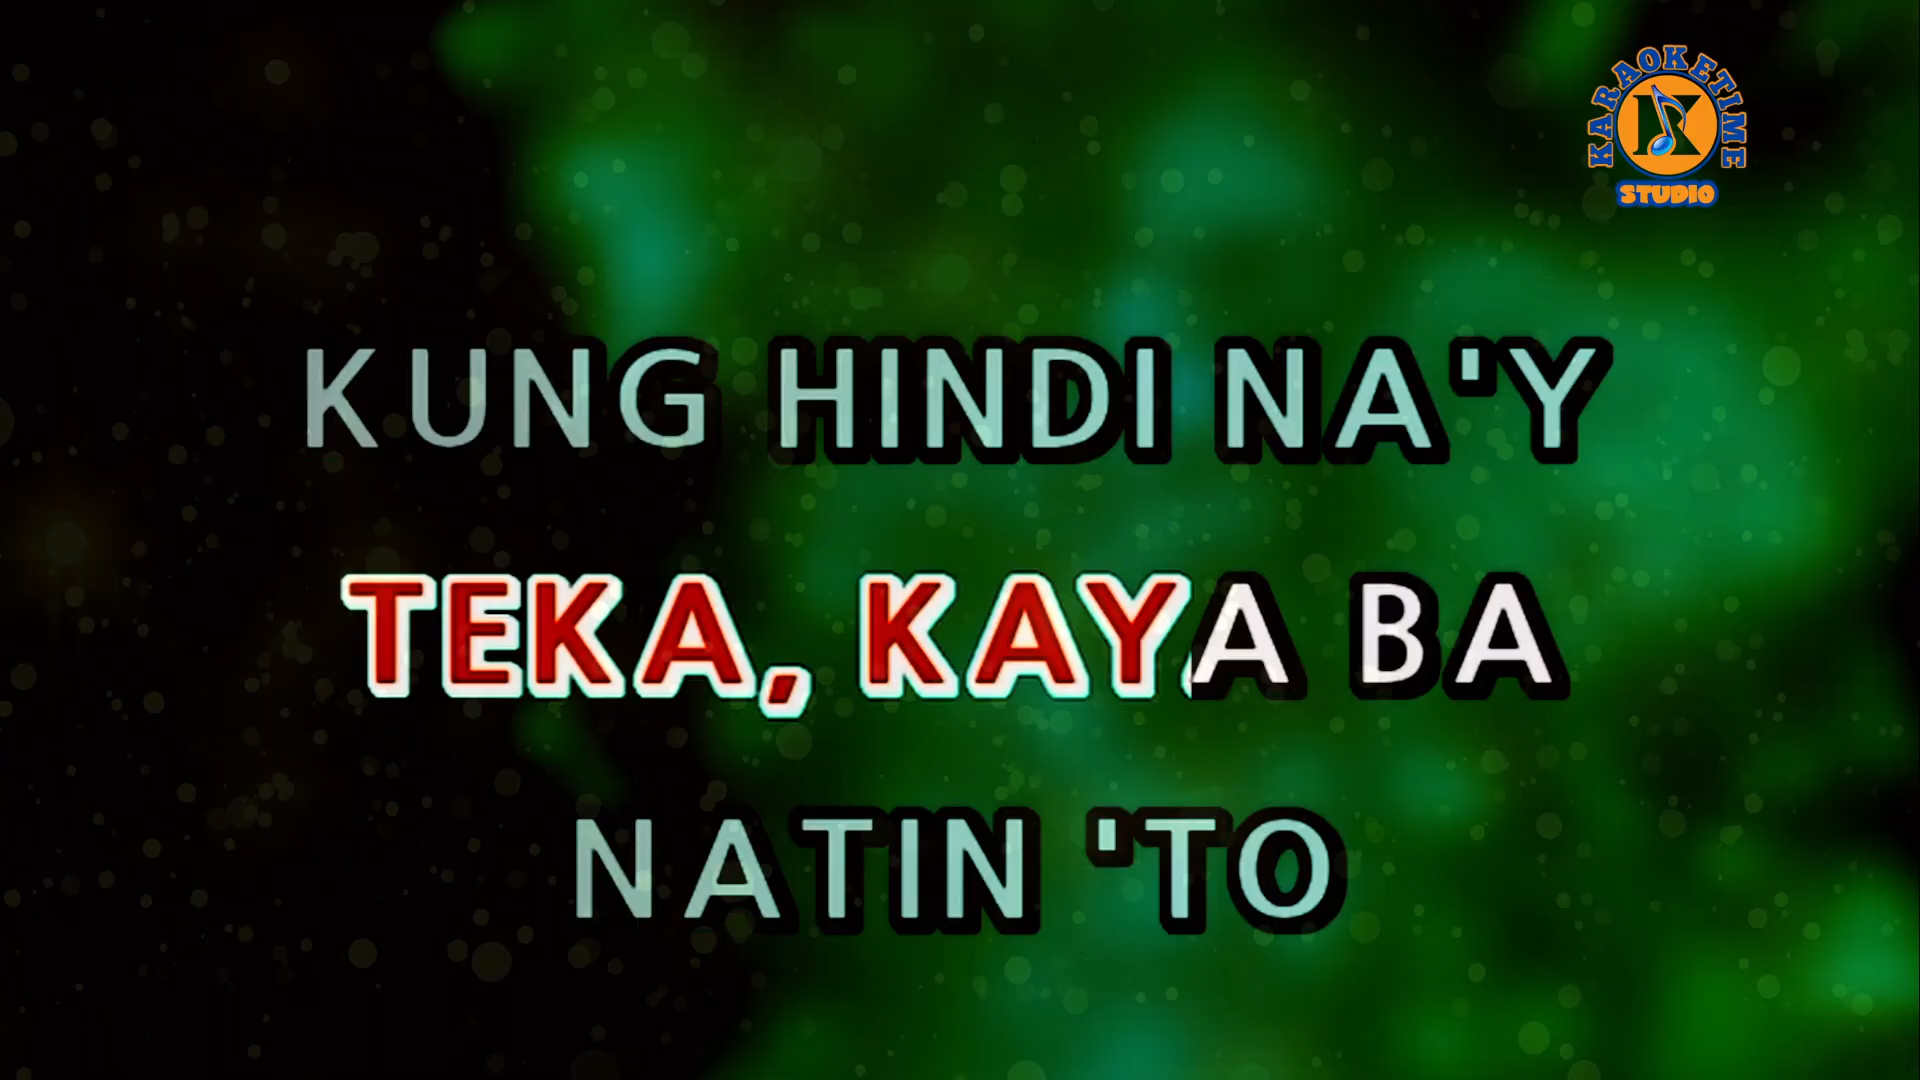 KARAOKETIME
STUDIO
KUNG HINDI NA'Y
TEKA, KAYA BA
NATIN 'TO